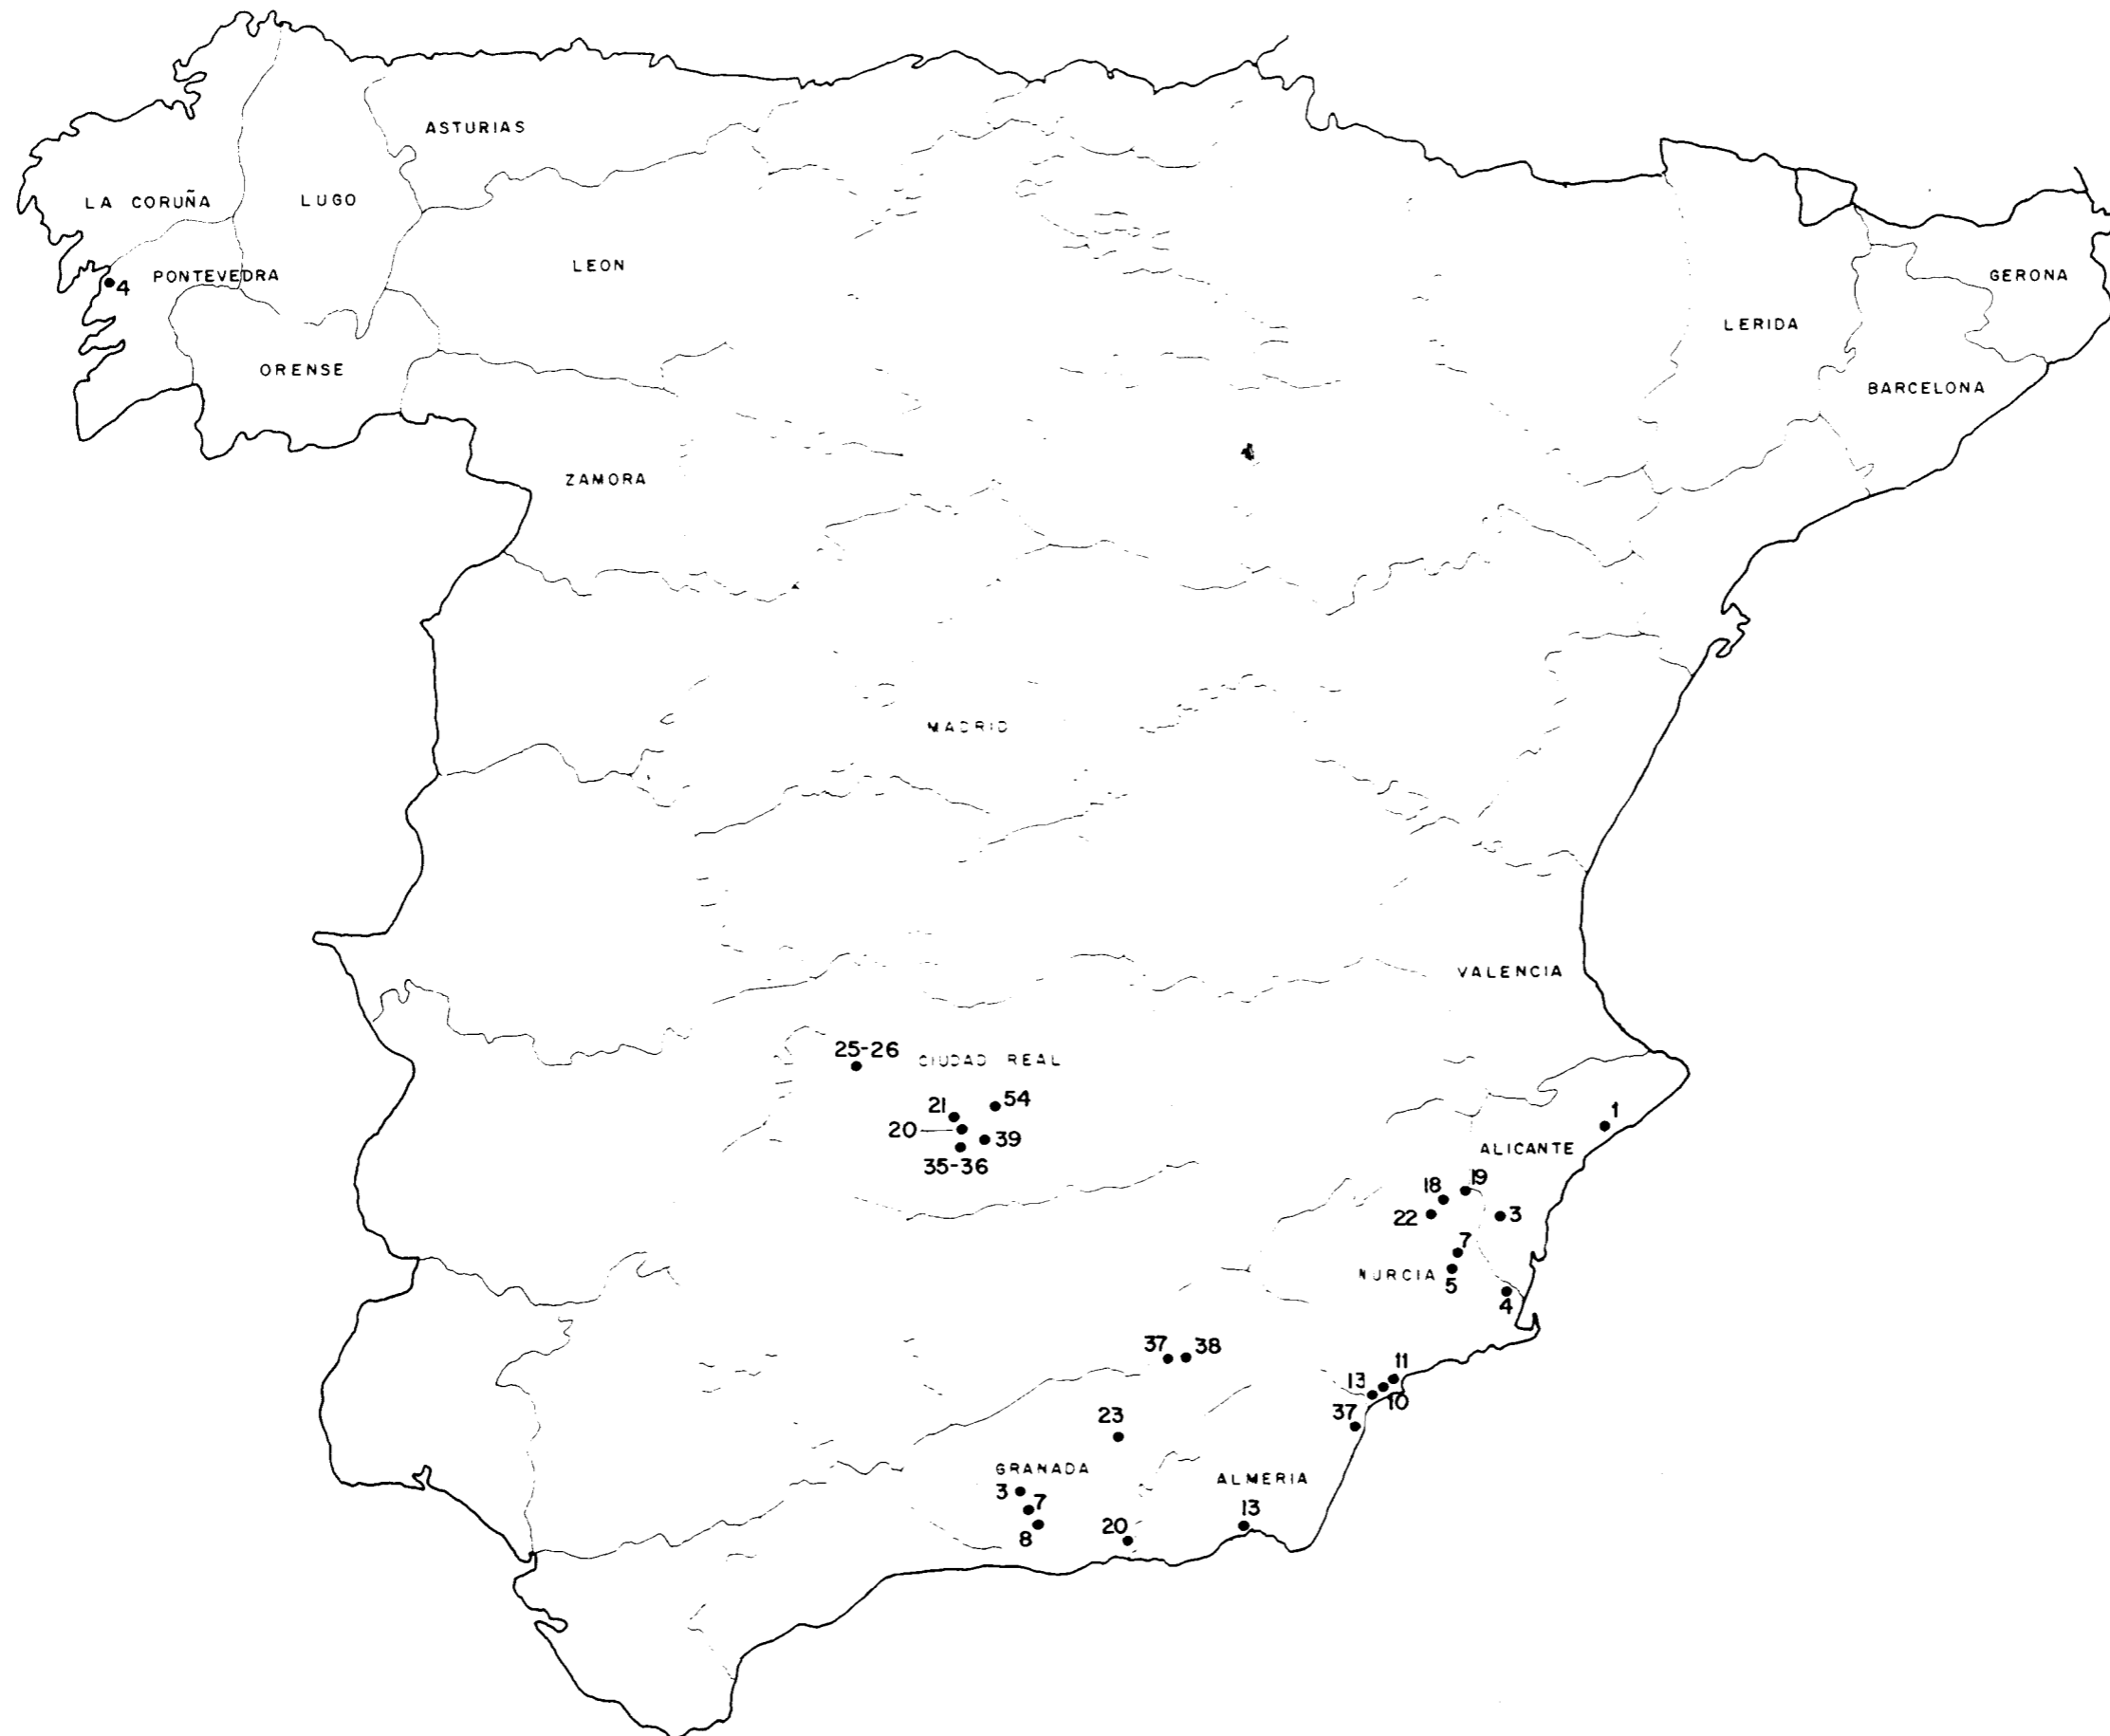 ASTURIAS
LA CORUÑA
LUGO
LEON
GERONA
PONTEVEDRA
4
LERIDA
ORENSE
BARCELONA
ZAMORA
MADRID
VALENCIA
25-26
CIUDAD REAL
21
54
20
39
35-36
1
ALICANTE
18
19
22
3
7
MURCIA
5
4
37
38
11
13
10
37
23
GRANADA
ALMERIA
3
7
8
20
13